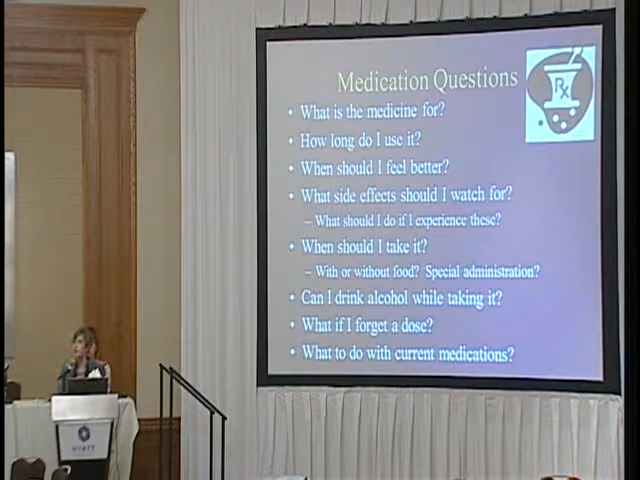 Medication Questions
Rx
• What is the medicine for?
• How long do I use it?
• When should I feel better?
• What side effects should I watch for?
– What should I do if I experience these?
• When should I take it?
– With or without food? Special administration?
• Can I drink alcohol while taking it?
• What if I forget a dose?
• What to do with current medications?
HYATT